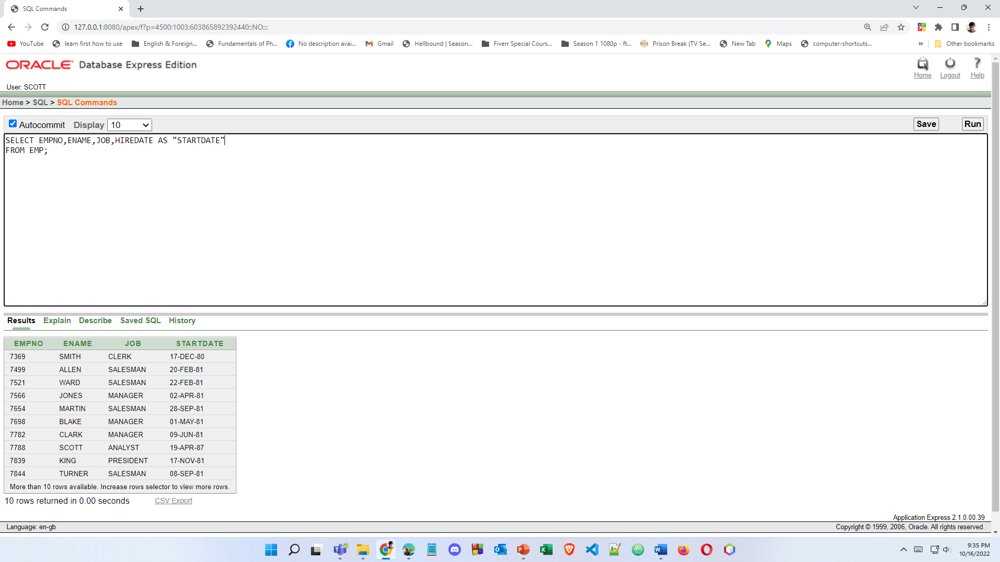 SQL Commands
127.0.0.1:8080/apex/f?p=4500:1003:603865892392440::NO:::
YouTube learn first how to use English & Foreign... Fundamentals of Ph... No description avai... Gmail Hellbound | Season... Fiverr Special Cours... Season 1 1080p - ft... Prison Break (TV Se... New Tab Maps computer-shortcuts... » Other bookmarks
ORACLE Database Express Edition
Home Logout Help
User: SCOTT
Home > SQL > SQL Commands
Autocommit Display 10 Save Run
SELECT EMPNO,ENAME,JOB,HIREDATE AS "STARTDATE"
FROM EMP;
Results Explain Describe Saved SQL History
EMPNO ENAME JOB STARTDATE
7369 SMITH CLERK 17-DEC-80
7499 ALLEN SALESMAN 20-FEB-81
7521 WARD SALESMAN 22-FEB-81
7566 JONES MANAGER 02-APR-81
7654 MARTIN SALESMAN 28-SEP-81
7698 BLAKE MANAGER 01-MAY-81
7782 CLARK MANAGER 09-JUN-81
7788 SCOTT ANALYST 19-APR-87
7839 KING PRESIDENT 17-NOV-81
7844 TURNER SALESMAN 08-SEP-81
More than 10 rows available. Increase rows selector to view more rows.
10 rows returned in 0.00 seconds CSV Export
Application Express 2.1.0.00.39
Language: en-gb Copyright © 1999, 2006, Oracle. All rights reserved.
9:35 PM
10/16/2022